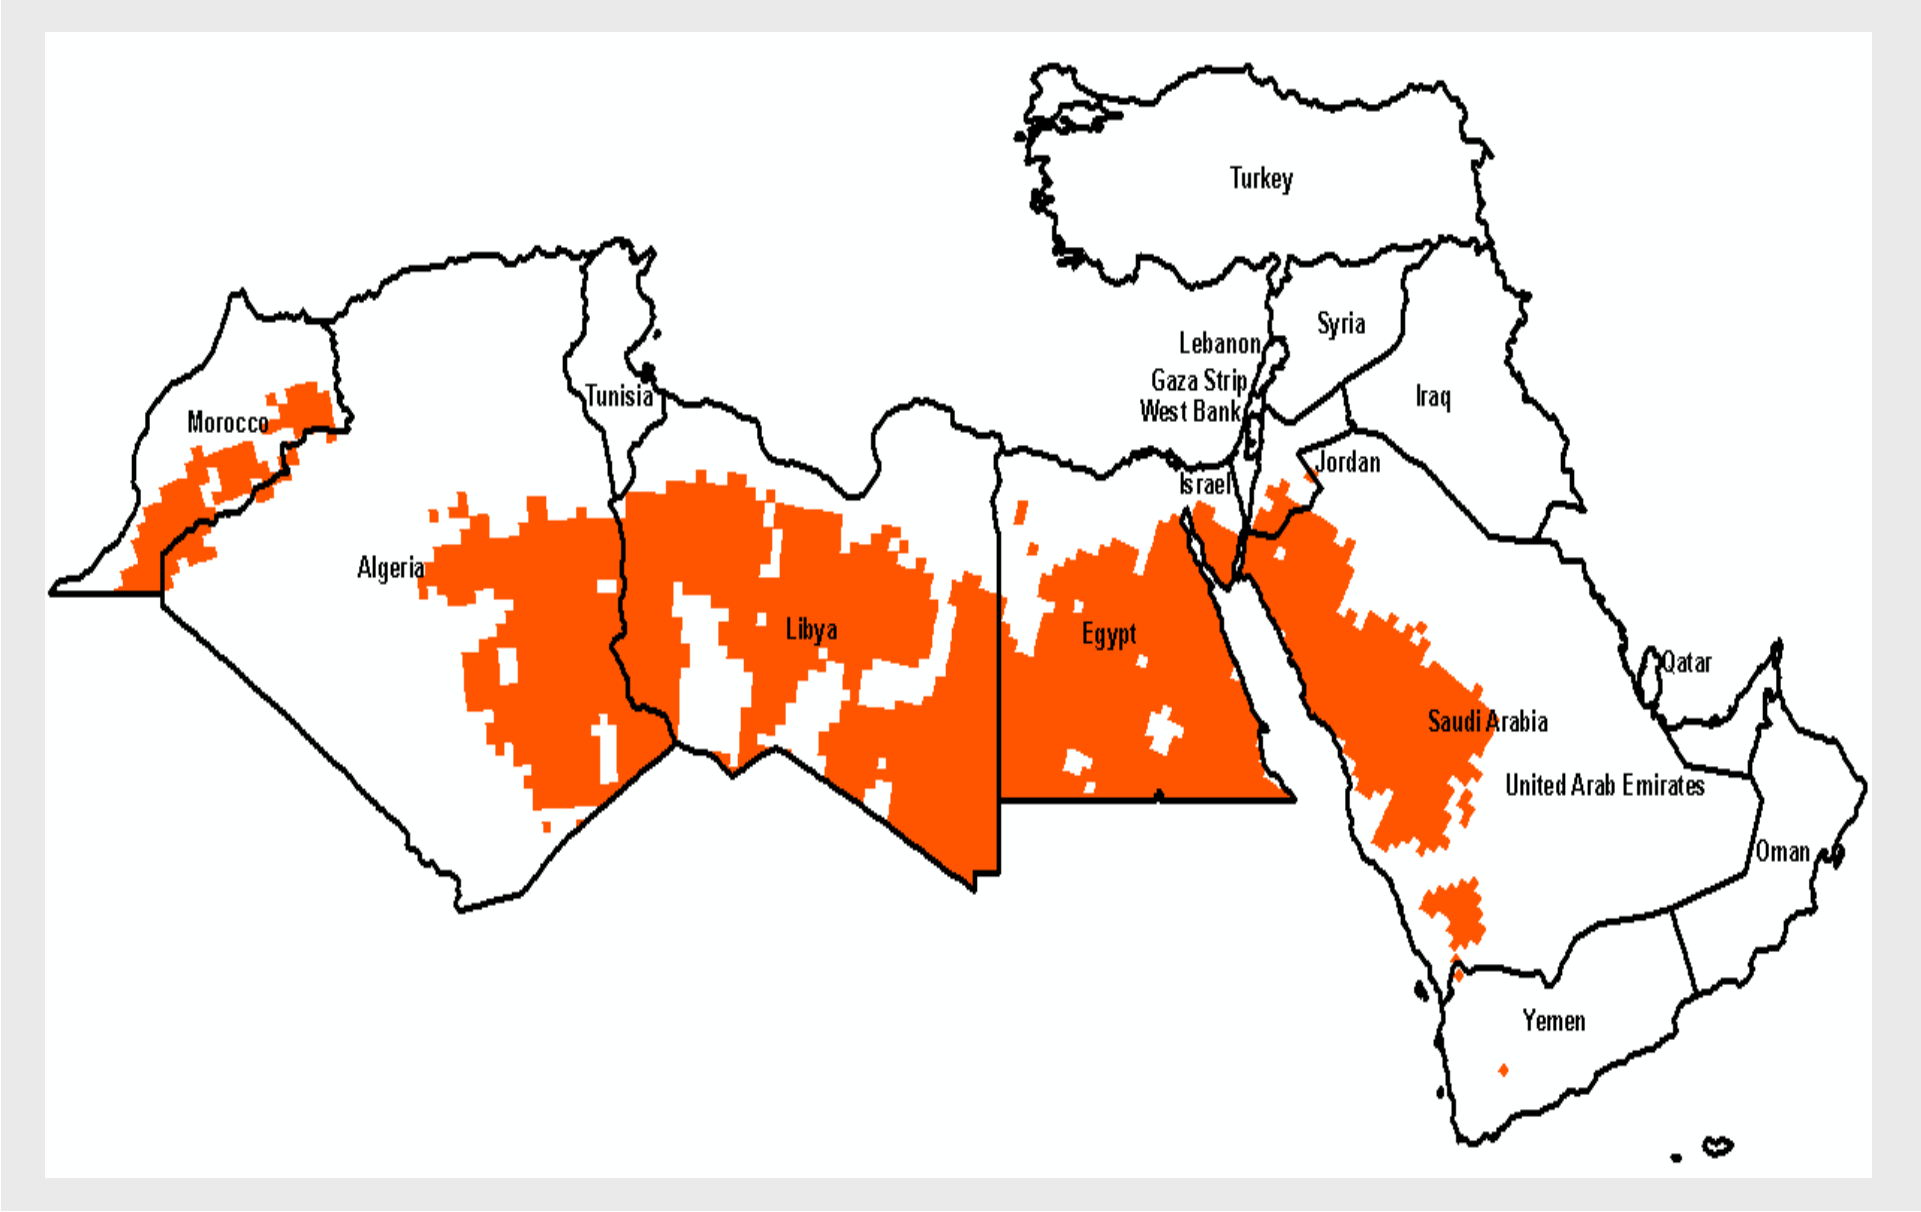 Turkey
Syria
Lebanon
Gaza Strip
West Bank
Iraq
Tunisia
Morocco
Jordan
Israel
Algeria
Libya
Egypt
Qatar
Saudi Arabia
United Arab Emirates
Oman
Yemen